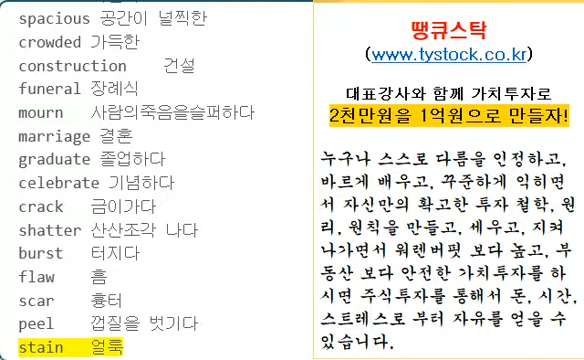 spacious 공간이 널찍한
crowded 가득한
construction 건설
funeral 장례식
mourn 사람의죽음을슬퍼하다
marriage 결혼
graduate 졸업하다
celebrate 기념하다
crack 금이가다
shatter 산산조각 나다
burst 터지다
flaw 흠
scar 흉터
peel 껍질을 벗기다
stain 얼룩
땡큐스탁
(www.tystock.co.kr)
대표강사와 함께 가치투자로
2천만원을 1억원으로 만들자!
누구나 스스로 다름을 인정하고,
바르게 배우고, 꾸준하게 익히면
서 자신만의 확고한 투자 철학, 원
리, 원칙을 만들고, 세우고, 지켜
나가면서 워렌버핏 보다 높고, 부
동산 보다 안전한 가치투자를 하
시면 주식투자를 통해서 돈, 시간,
스트레스로 부터 자유를 얻을 수
있습니다.